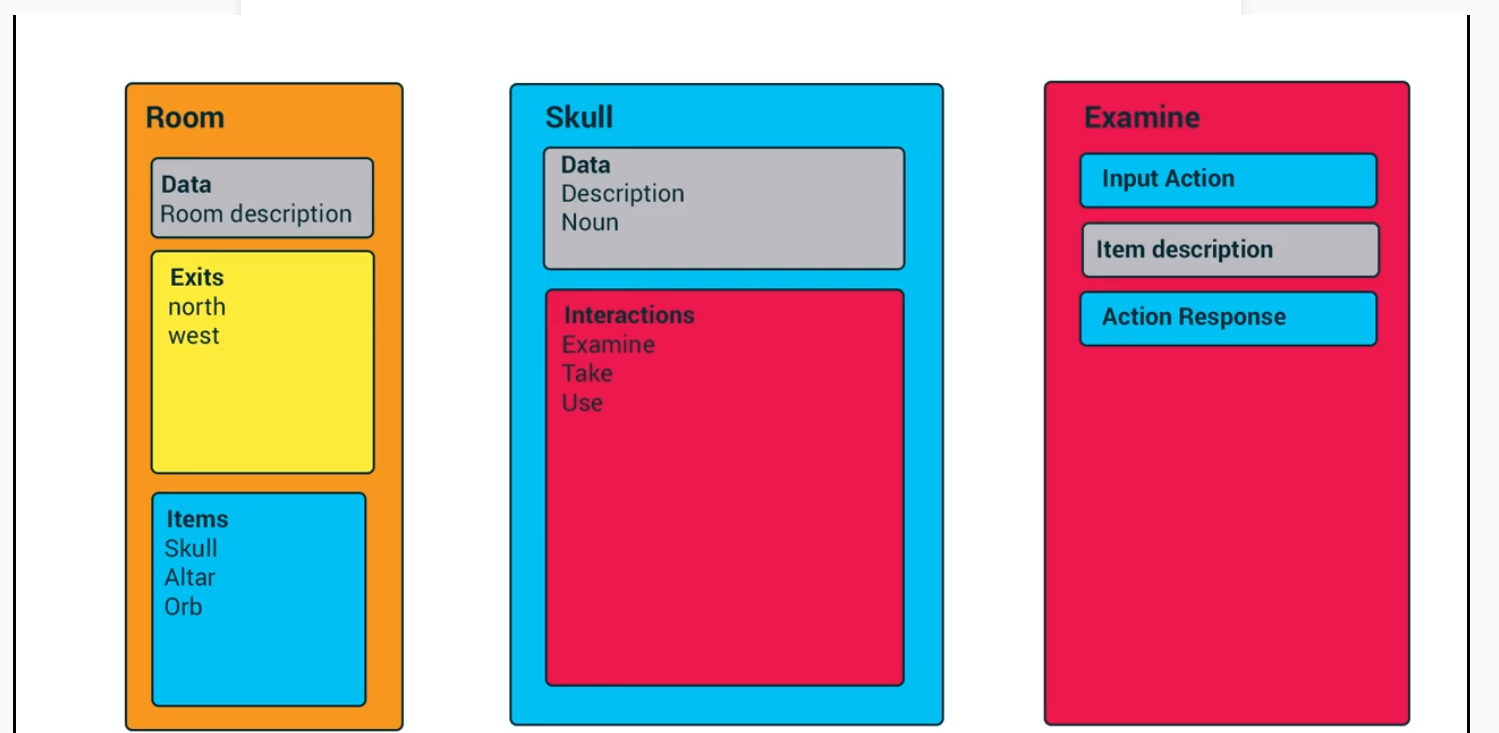 Room
Data
Room description
Exits
north
west
Items
Skull
Altar
Orb
Skull
Data
Description
Noun
Interactions
Examine
Take
Use
Examine
Input Action
Item description
Action Response